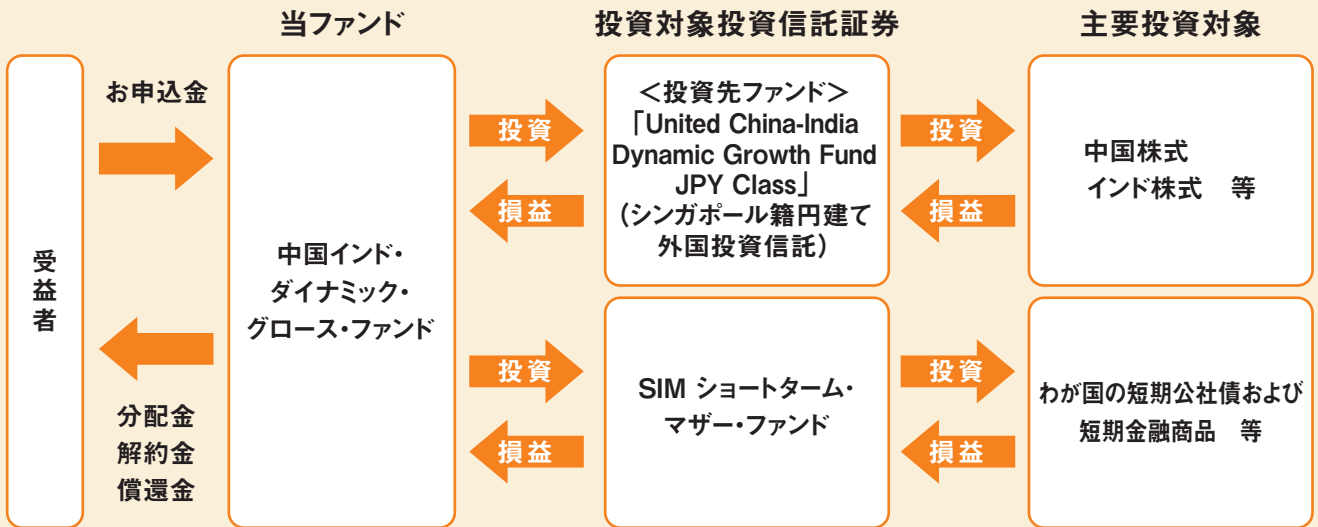 当ファンド
投資対象投資信託証券
主要投資対象
受益者
お申込金
分配金
解約金
償還金
中国インド・
ダイナミック・
グロース・ファンド
投資
損益
＜投資先ファンド＞
「United China-India
Dynamic Growth Fund
JPY Class」
（シンガポール籍円建て
外国投資信託）
投資
損益
中国株式
インド株式　等
投資
損益
SIM ショートターム・
マザー・ファンド
投資
損益
わが国の短期公社債および
短期金融商品　等